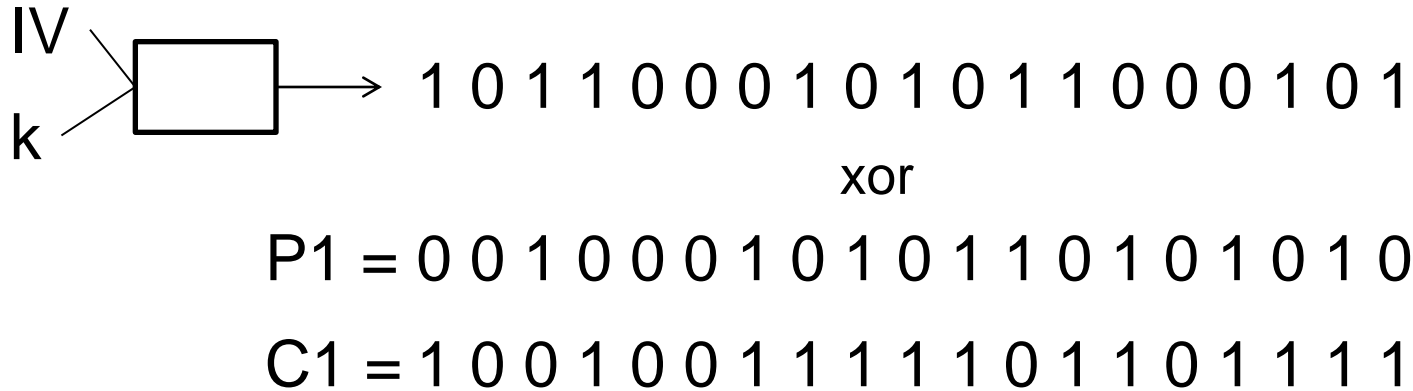 IV
k
1 0 1 1 0 0 0 1 0 1 0 1 1 0 0 0 1 0 1
xor
P1 = 0 0 1 0 0 0 1 0 1 0 1 1 0 1 0 1 0 1 0
C1 = 1 0 0 1 0 0 1 1 1 1 1 0 1 1 0 1 1 1 1